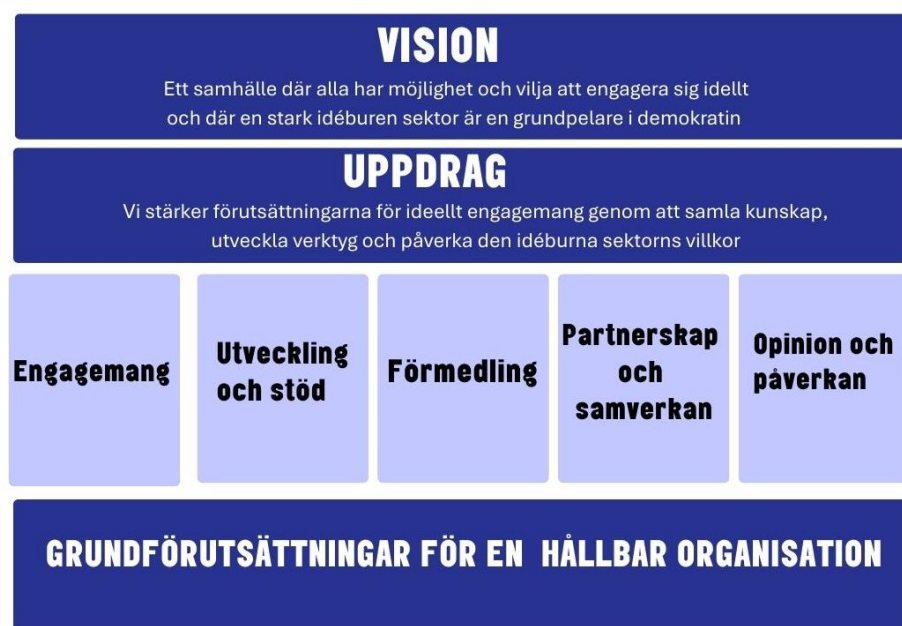 VISION
Ett samhälle där alla har möjlighet och vilja att engagera sig idellt
och där en stark idéburen sektor är en grundpelare i demokratin
UPPDRAG
Vi stärker förutsättningarna för ideellt engagemang genom att samla kunskap,
utveckla verktyg och påverka den idéburna sektorns villkor
Engagemang
Utveckling
och stöd
Förmedling
Partnerskap
och
samverkan
Opinion och
påverkan
GRUNDFÖRUTSÄTTNINGAR FÖR EN HÅLLBAR ORGANISATION